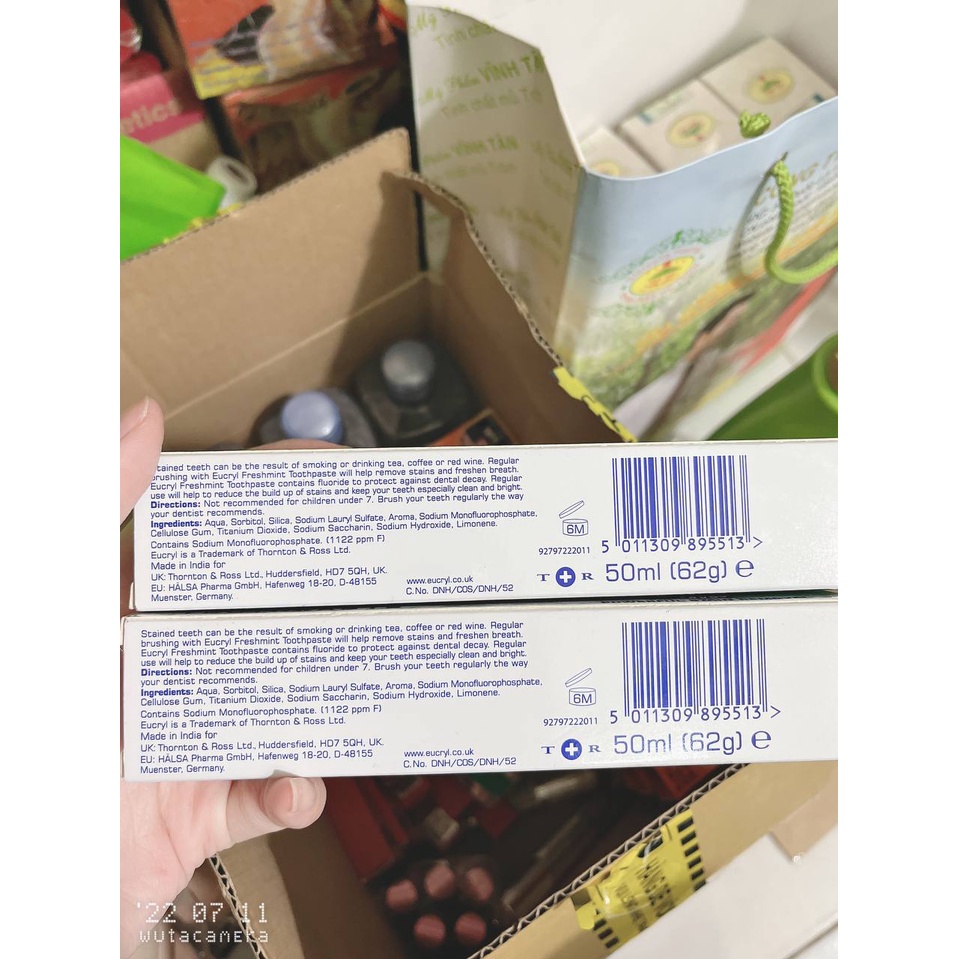 Mỹ Phẩm VĨNH TÂN
VĨNH TÂN
etics
Stained teeth can be the result of smoking or drinking tea, coffee or red wine. Regular
brushing with Eucryl Freshmint Toothpaste will help remove stains and freshen breath.
Eucryl Freshmint Toothpaste contains fluoride to protect against dental decay. Regular
use will help to reduce the build up of stains and keep your teeth especially clean and bright.
Directions: Not recommended for children under 7. Brush your teeth regularly the way
your dentist recommends.
Ingredients: Aqua, Sorbitol, Silica, Sodium Lauryl Sulfate, Aroma, Sodium Monofluorophosphate,
Cellulose Gum, Titanium Dioxide, Sodium Saccharin, Sodium Hydroxide, Limonene.
Contains Sodium Monofluorophosphate. (1122 ppm F)
Eucryl is a Trademark of Thornton & Ross Ltd.
Made in India for
UK: Thornton & Ross Ltd., Huddersfield, HD7 5QH, UK.
EU: HÄLSA Pharma GmbH, Hafenweg 18-20, D-48155
Muenster, Germany.
www.eucryl.co.uk
C.No. DNH/COS/DNH/52
6M
92797222011
5 011309 895513 >
T R 50ml (62g) e
Stained teeth can be the result of smoking or drinking tea, coffee or red wine. Regular
brushing with Eucryl Freshmint Toothpaste will help remove stains and freshen breath.
Eucryl Freshmint Toothpaste contains fluoride to protect against dental decay. Regular
use will help to reduce the build up of stains and keep your teeth especially clean and bright.
Directions: Not recommended for children under 7. Brush your teeth regularly the way
your dentist recommends.
Ingredients: Aqua, Sorbitol, Silica, Sodium Lauryl Sulfate, Aroma, Sodium Monofluorophosphate,
Cellulose Gum, Titanium Dioxide, Sodium Saccharin, Sodium Hydroxide, Limonene.
Contains Sodium Monofluorophosphate. (1122 ppm F)
Eucryl is a Trademark of Thornton & Ross Ltd.
Made in India for
UK: Thornton & Ross Ltd., Huddersfield, HD7 5QH, UK.
EU: HÄLSA Pharma GmbH, Hafenweg 18-20, D-48155
Muenster, Germany.
www.eucryl.co.uk
C.No. DNH/COS/DNH/52
6M
92797222011
5 011309 895513 >
T R 50ml (62g) e
'22 07 11
wutacamera